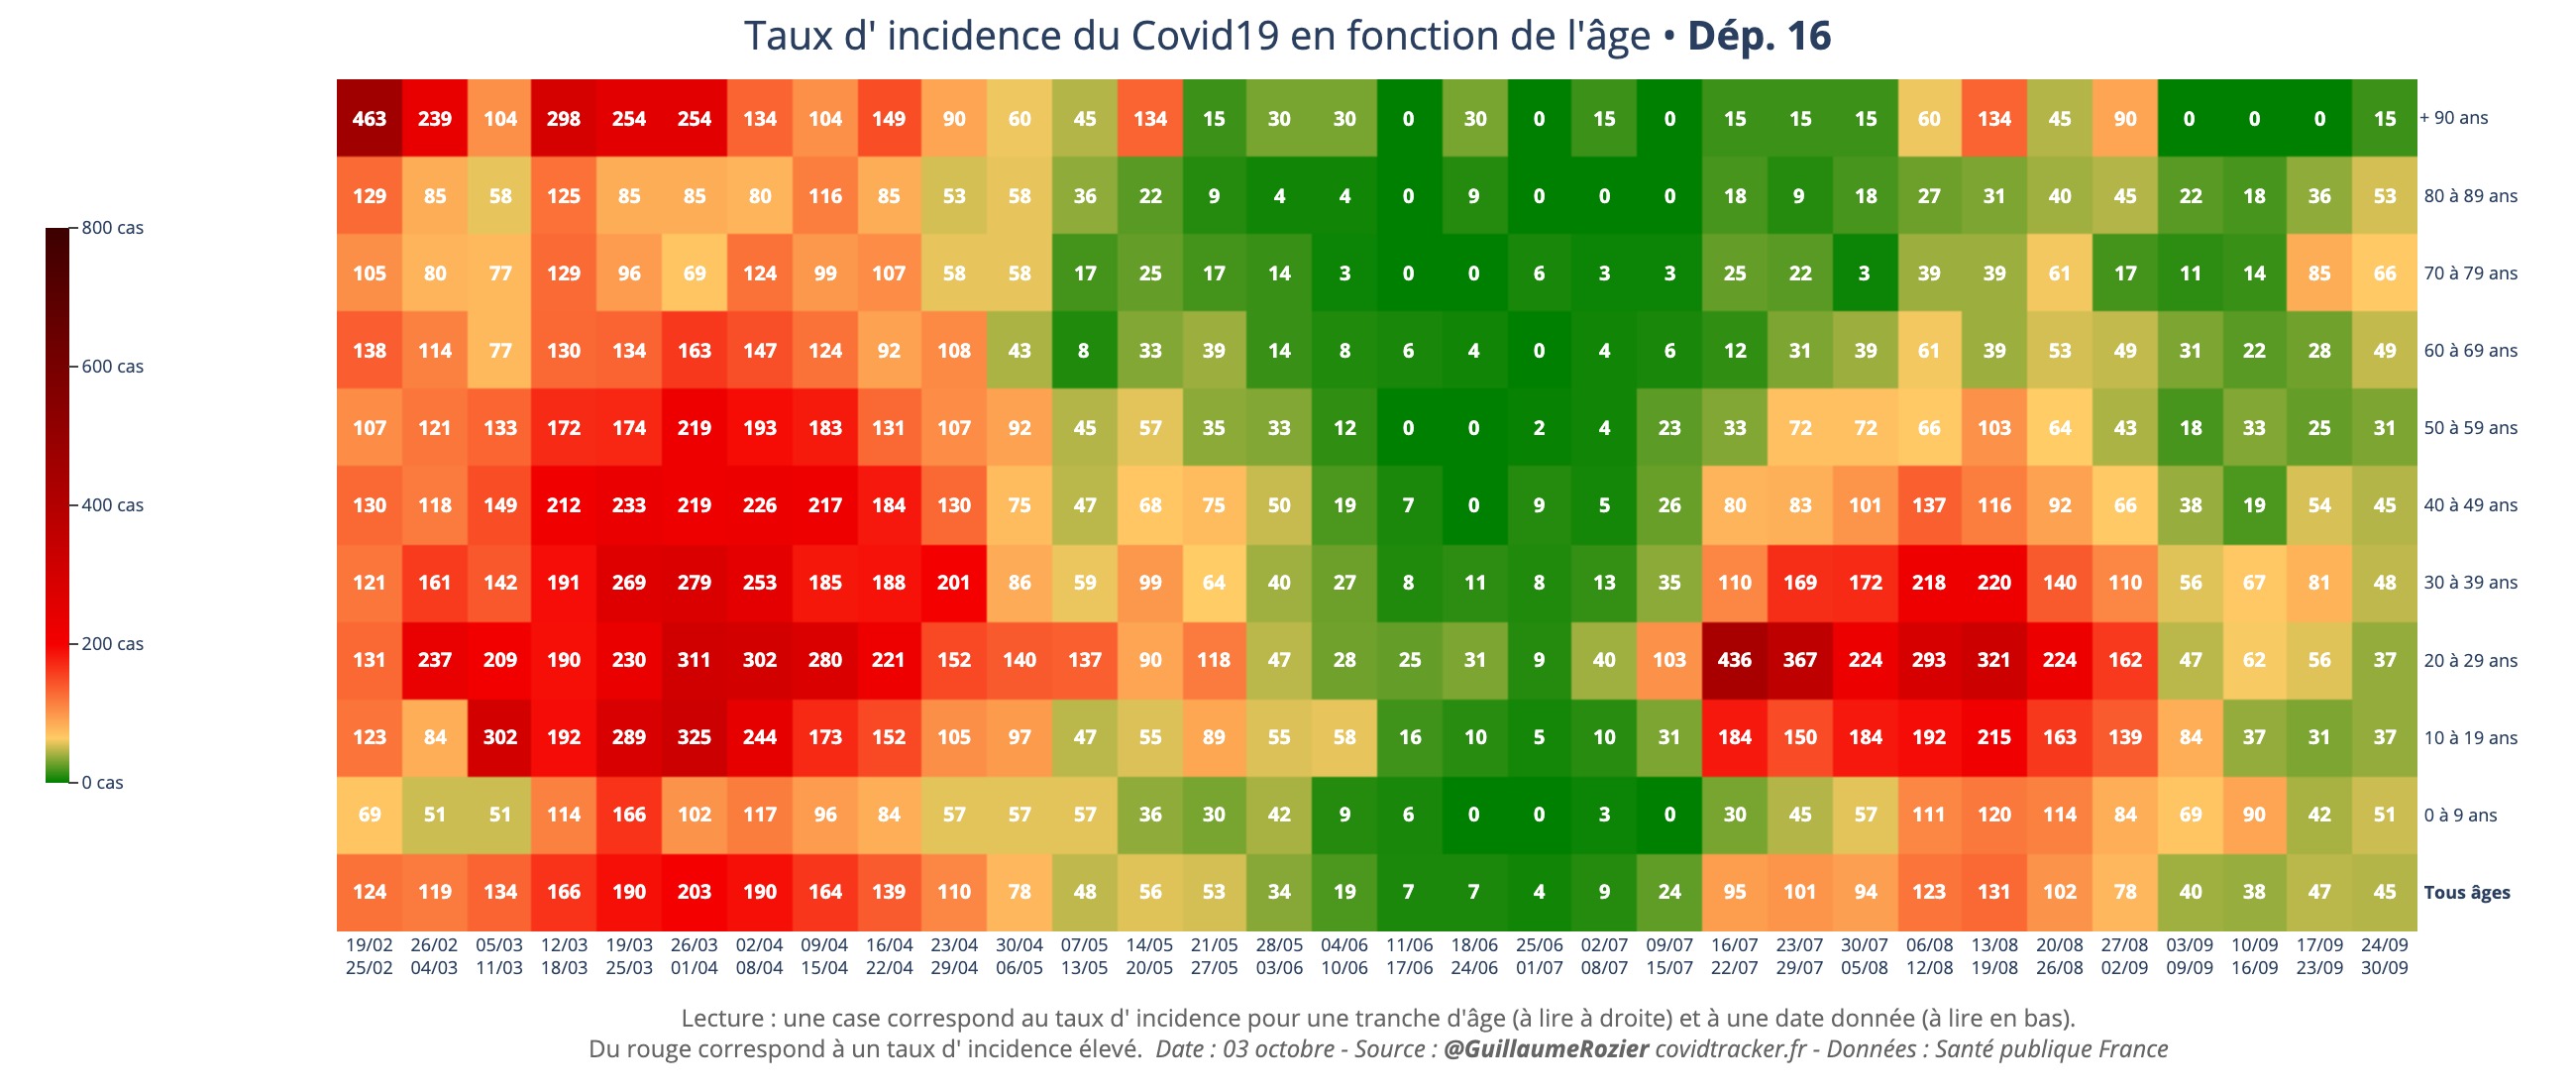 Taux d' incidence du Covid19 en fonction de l'âge • Dép. 16
800 cas
600 cas
400 cas
200 cas
0 cas
463 239 104 298 254 254 134 104 149 90 60 45 134 15 30 30 0 30 0 15 0 15 15 15 60 134 45 90 0 0 0 15 + 90 ans
129 85 58 125 85 85 80 116 85 53 58 36 22 9 4 4 0 9 0 0 0 18 9 18 27 31 40 45 22 18 36 53 80 à 89 ans
105 80 77 129 96 69 124 99 107 58 58 17 25 17 14 3 0 0 6 3 3 25 22 3 39 39 61 17 11 14 85 66 70 à 79 ans
138 114 77 130 134 163 147 124 92 108 43 8 33 39 14 8 6 4 0 4 6 12 31 39 61 39 53 49 31 22 28 49 60 à 69 ans
107 121 133 172 174 219 193 183 131 107 92 45 57 35 33 12 0 0 2 4 23 33 72 72 66 103 64 43 18 33 25 31 50 à 59 ans
130 118 149 212 233 219 226 217 184 130 75 47 68 75 50 19 7 0 9 5 26 80 83 101 137 116 92 66 38 19 54 45 40 à 49 ans
121 161 142 191 269 279 253 185 188 201 86 59 99 64 40 27 8 11 8 13 35 110 169 172 218 220 140 110 56 67 81 48 30 à 39 ans
131 237 209 190 230 311 302 280 221 152 140 137 90 118 47 28 25 31 9 40 103 436 367 224 293 321 224 162 47 62 56 37 20 à 29 ans
123 84 302 192 289 325 244 173 152 105 97 47 55 89 55 58 16 10 5 10 31 184 150 184 192 215 163 139 84 37 31 37 10 à 19 ans
69 51 51 114 166 102 117 96 84 57 57 57 36 30 42 9 6 0 0 3 0 30 45 57 111 120 114 84 69 90 42 51 0 à 9 ans
124 119 134 166 190 203 190 164 139 110 78 48 56 53 34 19 7 7 4 9 24 95 101 94 123 131 102 78 40 38 47 45 Tous âges
19/02 26/02 05/03 12/03 19/03 26/03 02/04 09/04 16/04 23/04 30/04 07/05 14/05 21/05 28/05 04/06 11/06 18/06 25/06 02/07 09/07 16/07 23/07 30/07 06/08 13/08 20/08 27/08 03/09 10/09 17/09 24/09
25/02 04/03 11/03 18/03 25/03 01/04 08/04 15/04 22/04 29/04 06/05 13/05 20/05 27/05 03/06 10/06 17/06 24/06 01/07 08/07 15/07 22/07 29/07 05/08 12/08 19/08 26/08 02/09 09/09 16/09 23/09 30/09
Lecture : une case correspond au taux d' incidence pour une tranche d'âge (à lire à droite) et à une date donnée (à lire en bas).
Du rouge correspond à un taux d' incidence élevé. Date : 03 octobre - Source : @GuillaumeRozier covidtracker.fr - Données : Santé publique France